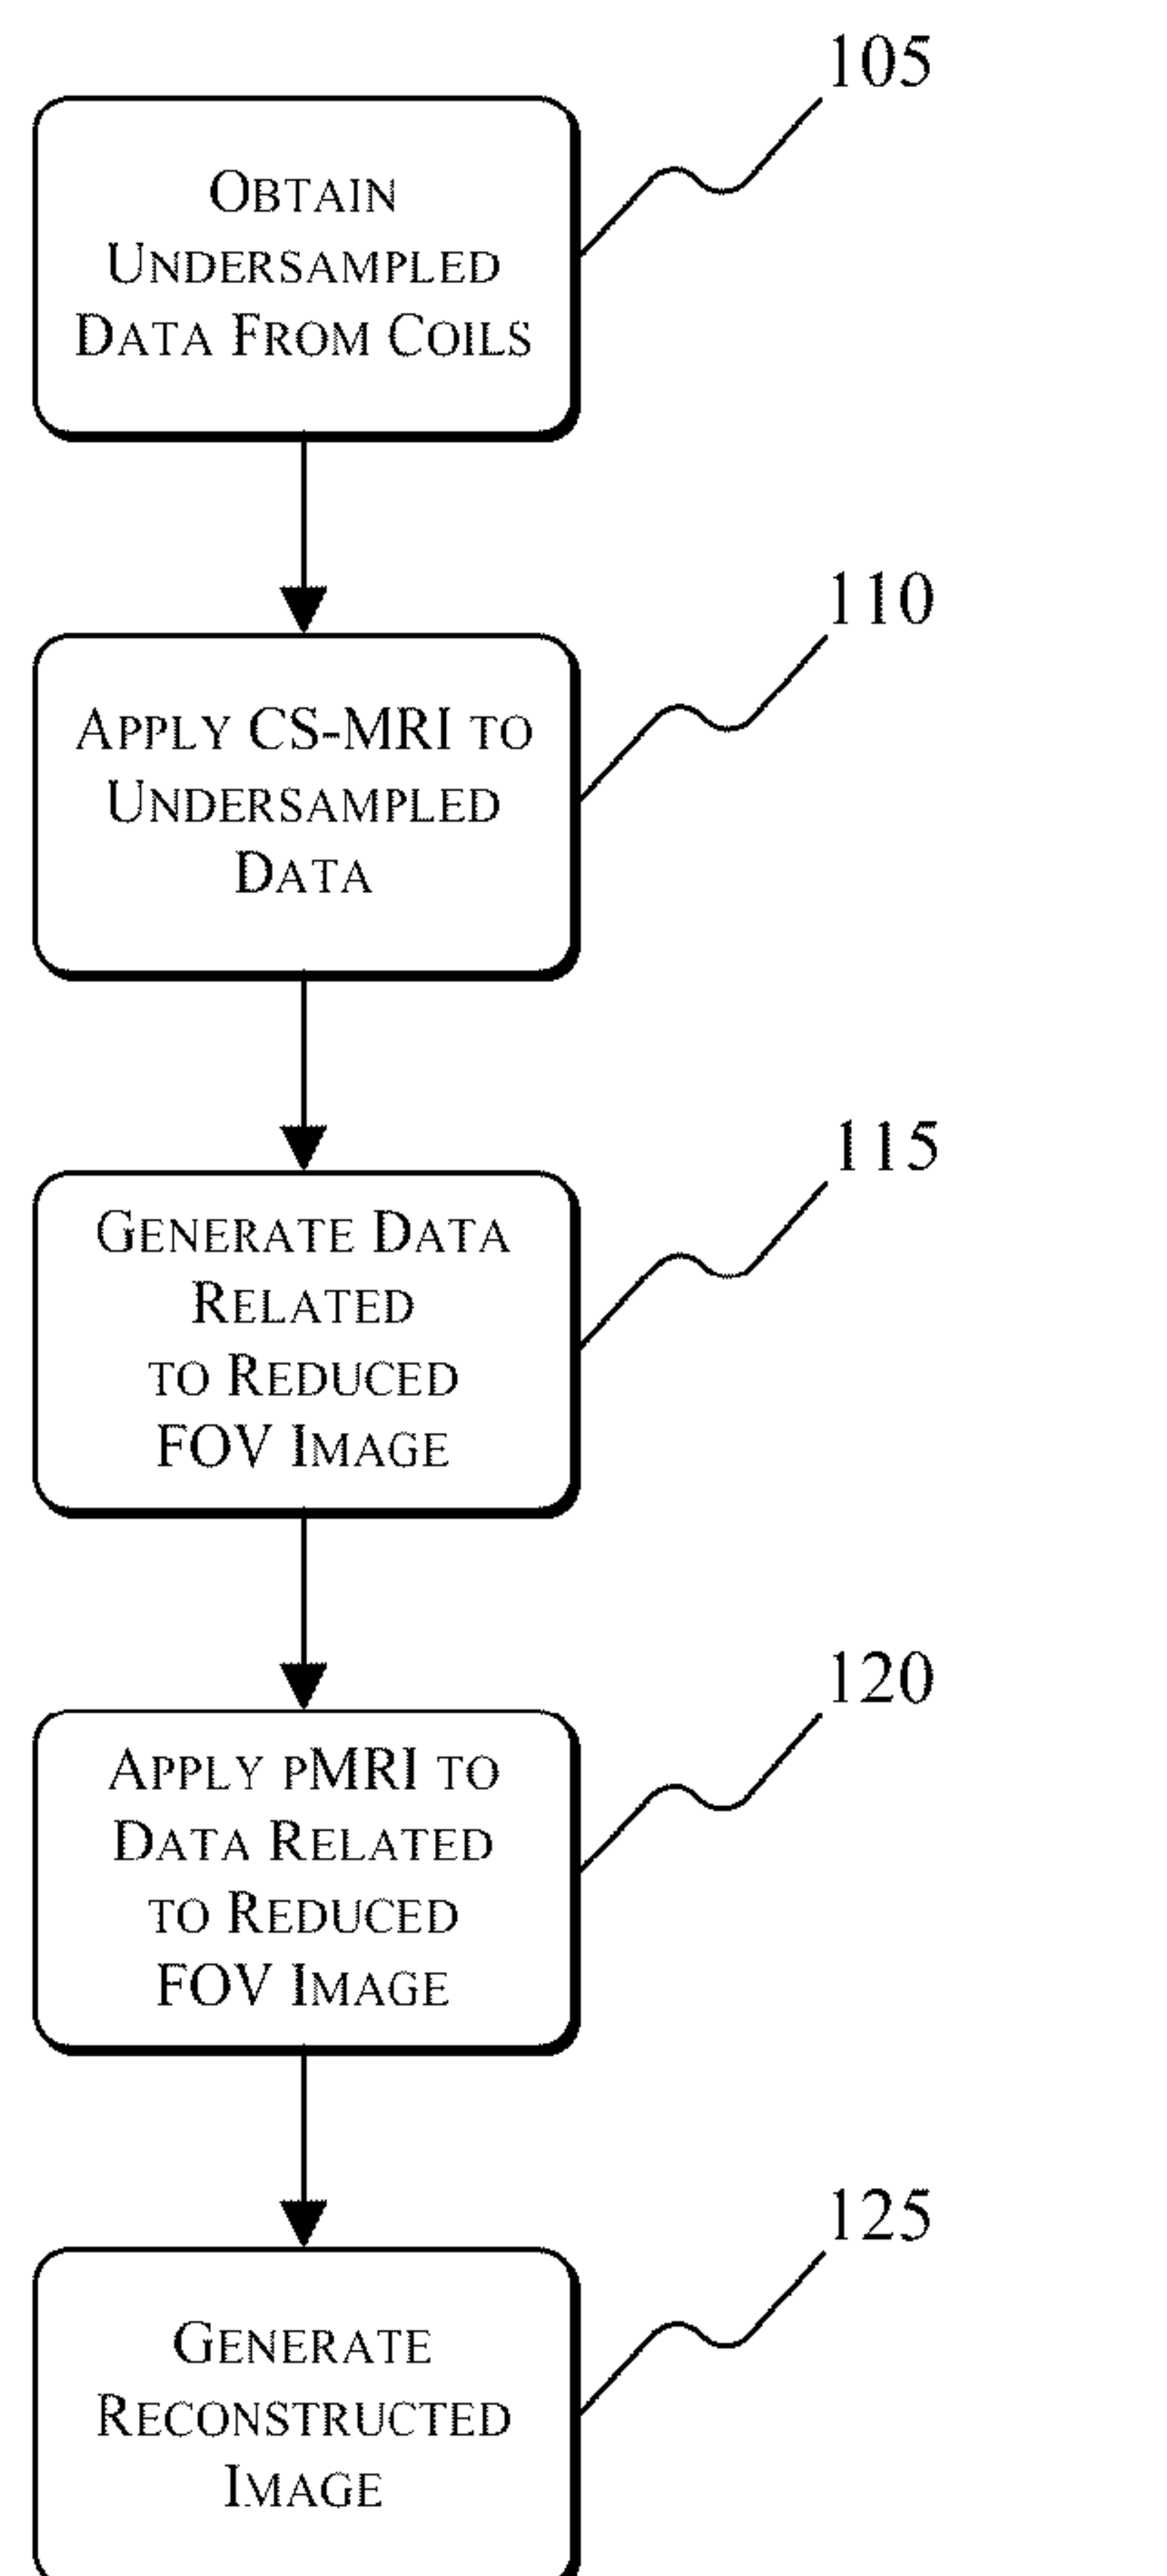 105
OBTAIN
UNDERSAMPLED
DATA FROM COILS
110
APPLY CS-MRI TO
UNDERSAMPLED
DATA
115
GENERATE DATA
RELATED
TO REDUCED
FOV IMAGE
120
APPLY PMRI TO
DATA RELATED
TO REDUCED
FOV IMAGE
125
GENERATE
RECONSTRUCTED
IMAGE